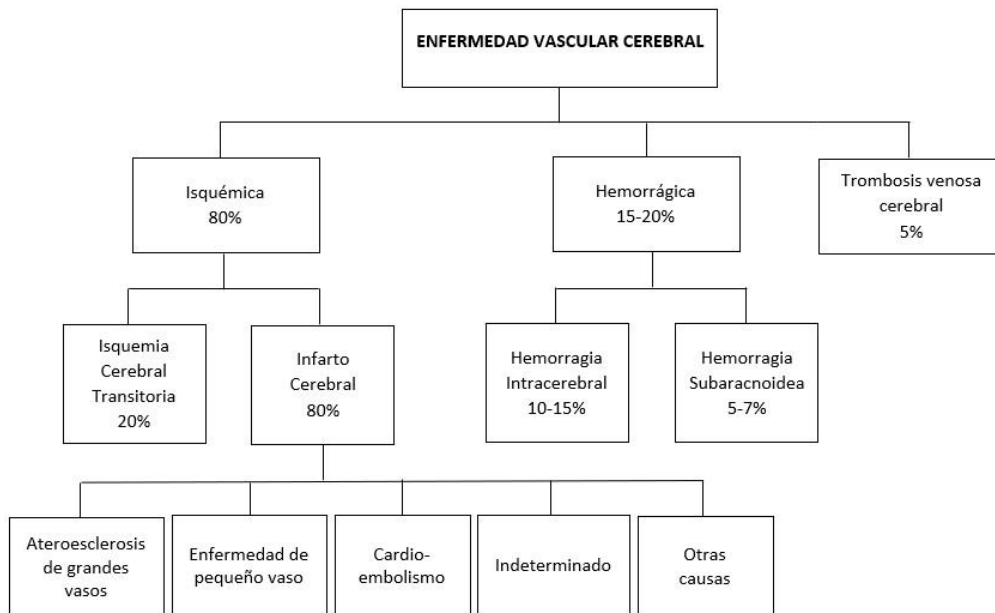 ENFERMEDAD VASCULAR CEREBRAL
Isquémica
80%
Hemorrágica
15-20%
Trombosis venosa
cerebral
5%
Isquemia
Cerebral
Transitoria
20%
Infarto
Cerebral
80%
Hemorragia
Intracerebral
10-15%
Hemorragia
Subaracnoidea
5-7%
Ateroesclerosis
de grandes
vasos
Enfermedad de
pequeño vaso
Cardio-
embolismo
Indeterminado
Otras
causas